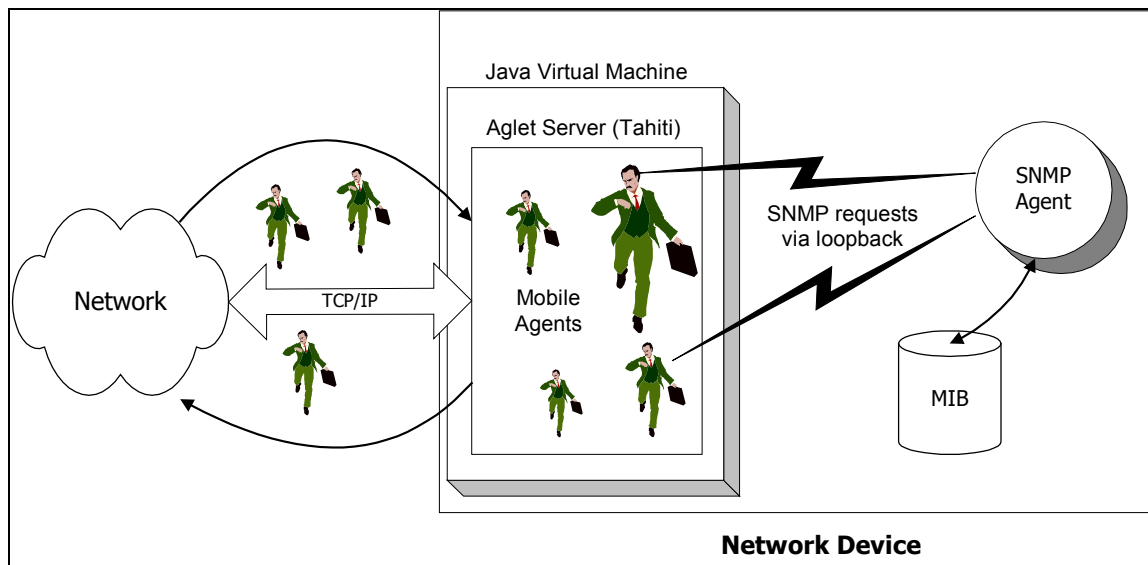 Java Virtual Machine
Aglet Server (Tahiti)
SNMP
Agent
SNMP requests
via loopback
Network
TCP/IP
Mobile
Agents
MIB
Network Device